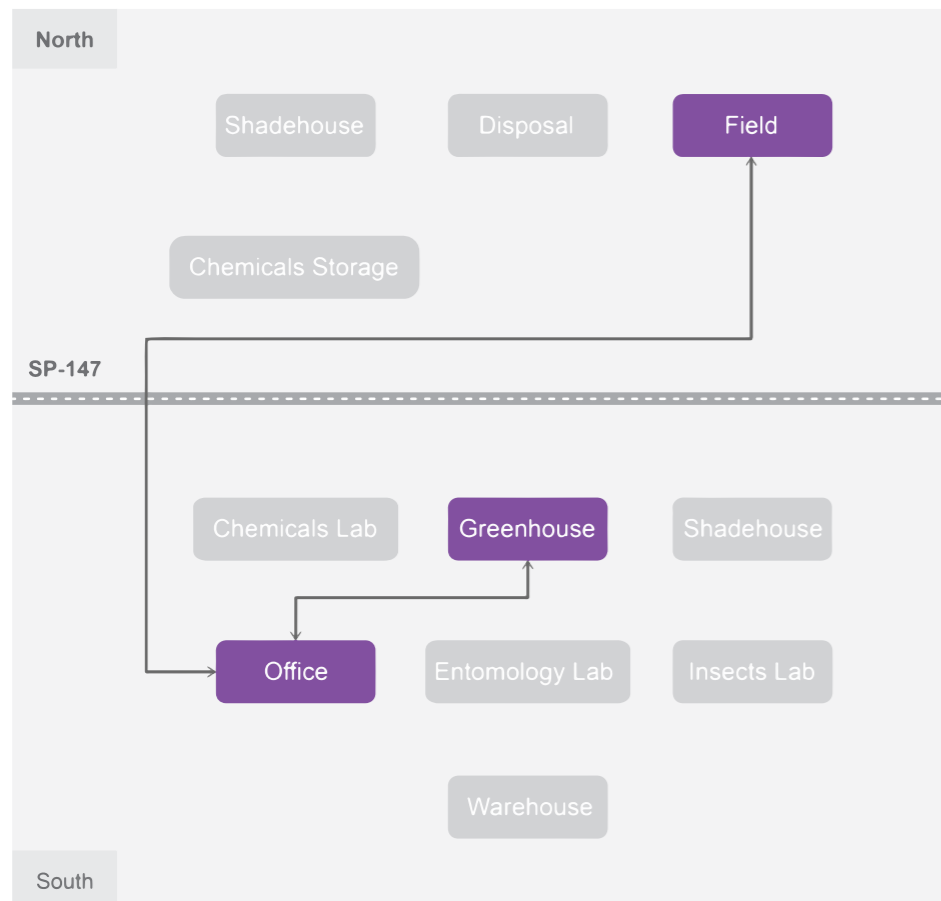 North
Shadehouse
Disposal
Field
Chemicals Storage
SP-147
Chemicals Lab
Greenhouse
Shadehouse
Office
Entomology Lab
Insects Lab
Warehouse
South